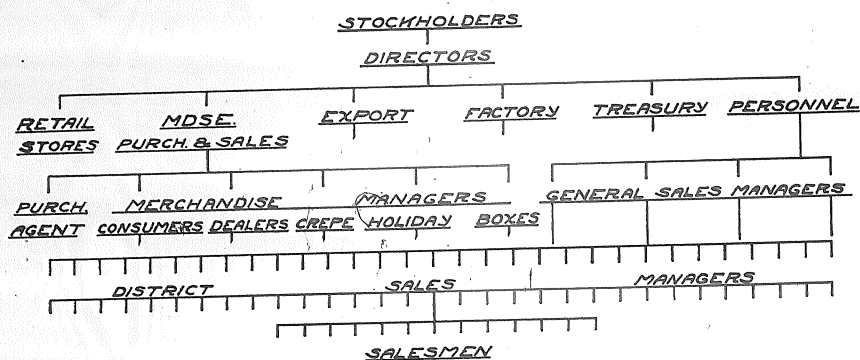 STOCKHOLDERS
DIRECTORS
RETAIL STORES
MDSE. PURCH. & SALES
EXPORT
FACTORY
TREASURY
PERSONNEL
PURCH. AGENT
MERCHANDISE MANAGERS
CONSUMERS
DEALERS
CREPE
HOLIDAY
BOXES
GENERAL SALES MANAGERS
DISTRICT SALES MANAGERS
SALESMEN